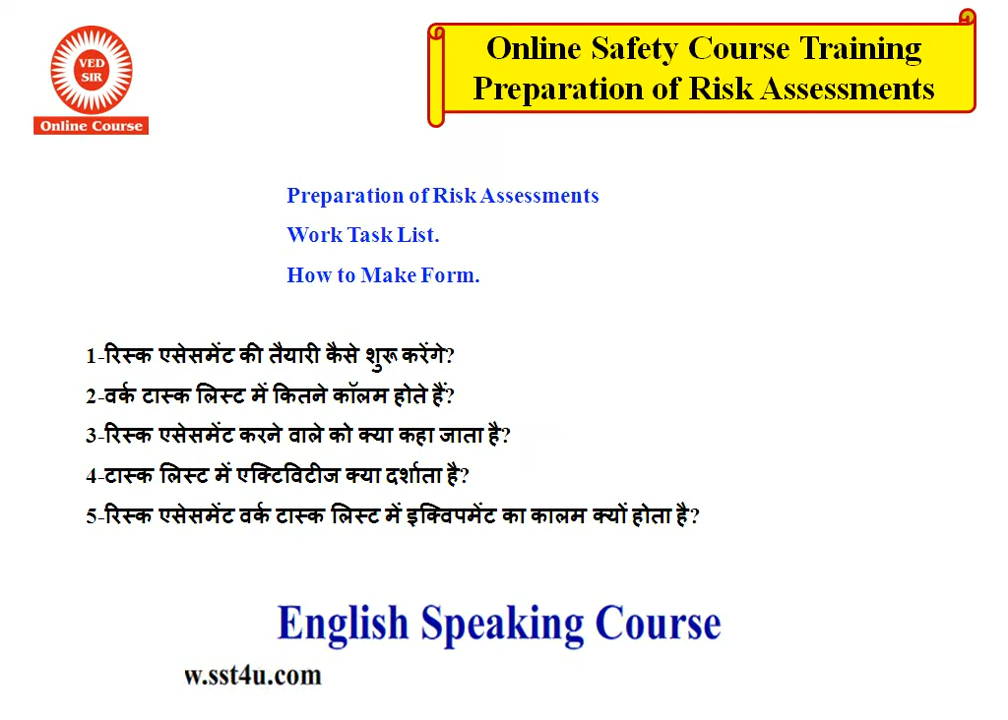 VED
SIR
Online Course
Online Safety Course Training
Preparation of Risk Assessments
Preparation of Risk Assessments
Work Task List.
How to Make Form.
1-रिस्क एसेसमेंट की तैयारी कैसे शुरू करेंगे?
2-वर्क टास्क लिस्ट में कितने कॉलम होते हैं?
3-रिस्क एसेसमेंट करने वाले को क्या कहा जाता है?
4-टास्क लिस्ट में एक्टिविटीज क्या दर्शाता है?
5-रिस्क एसेसमेंट वर्क टास्क लिस्ट में इक्विपमेंट का कालम क्यों होता है?
English Speaking Course
w.sst4u.com